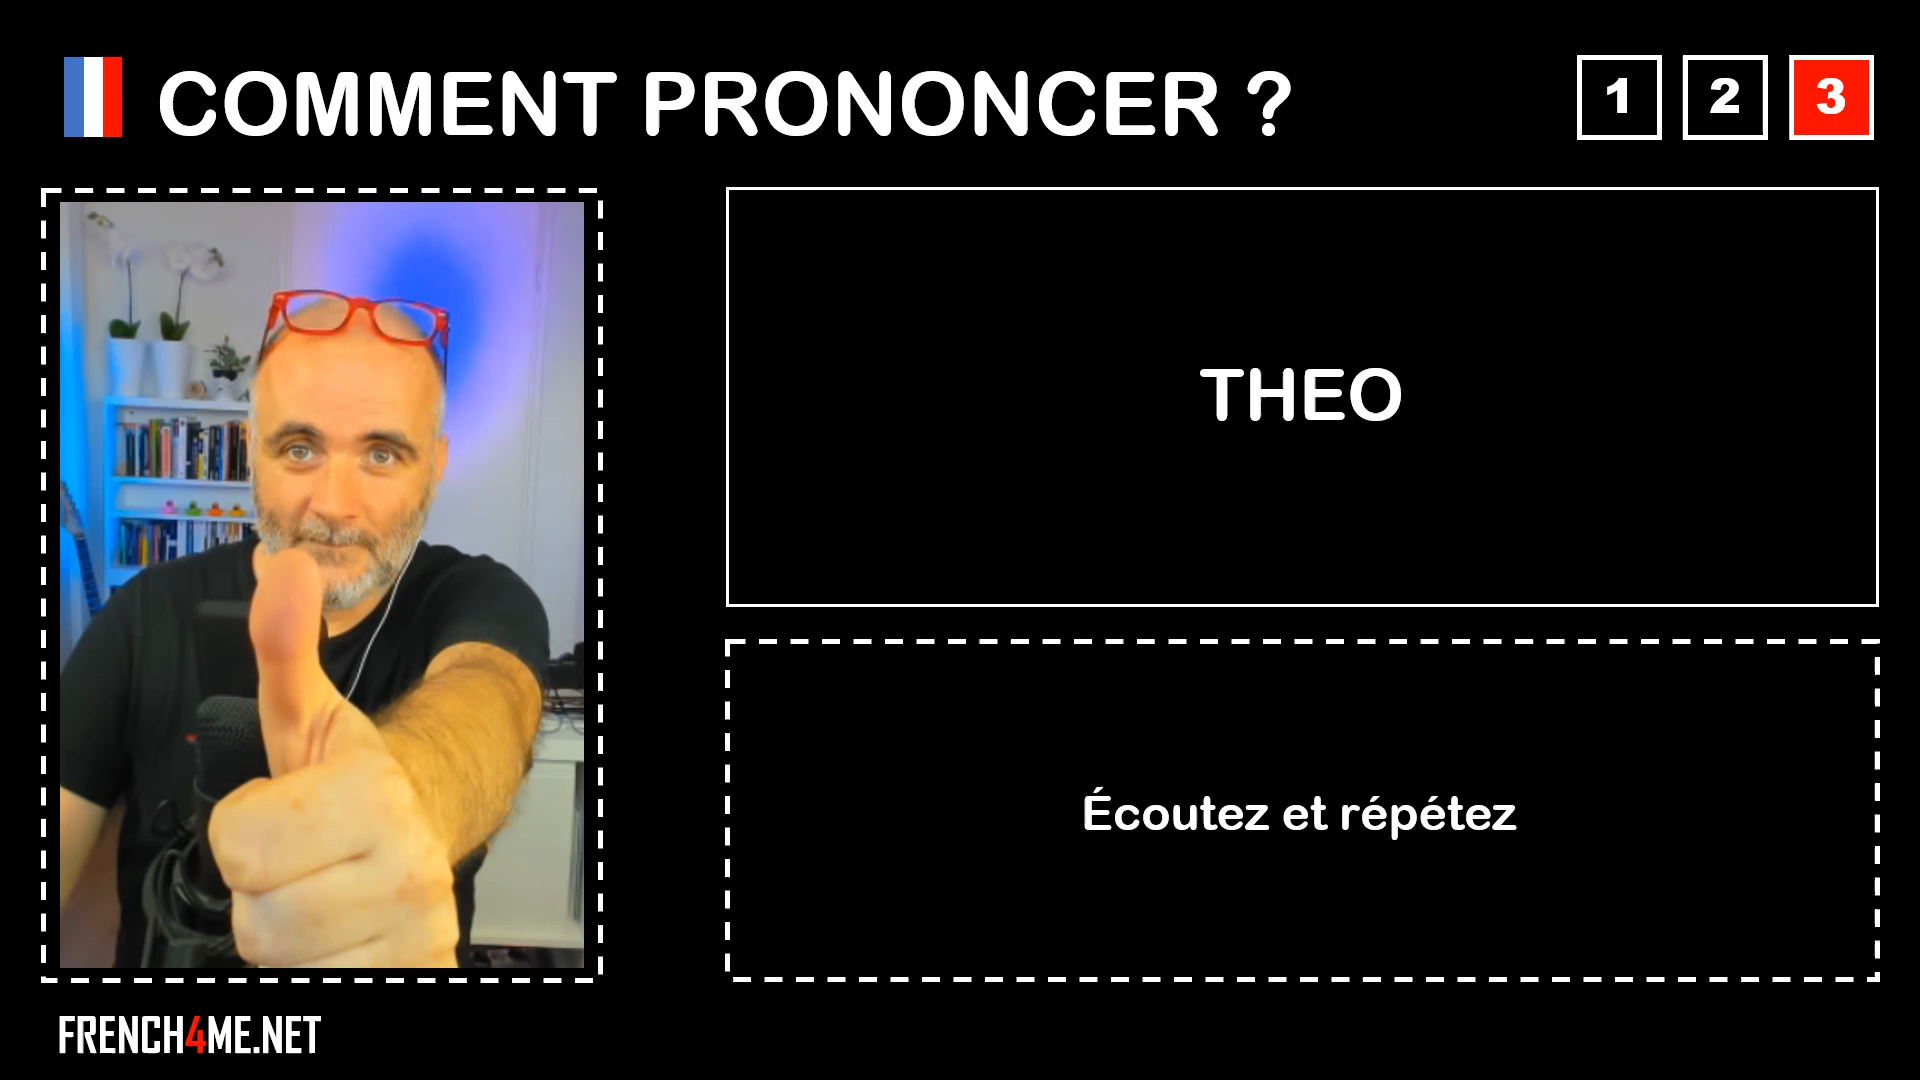 COMMENT PRONONCER ?
1 2 3
THEO
Écoutez et répétez
FRENCH4ME.NET